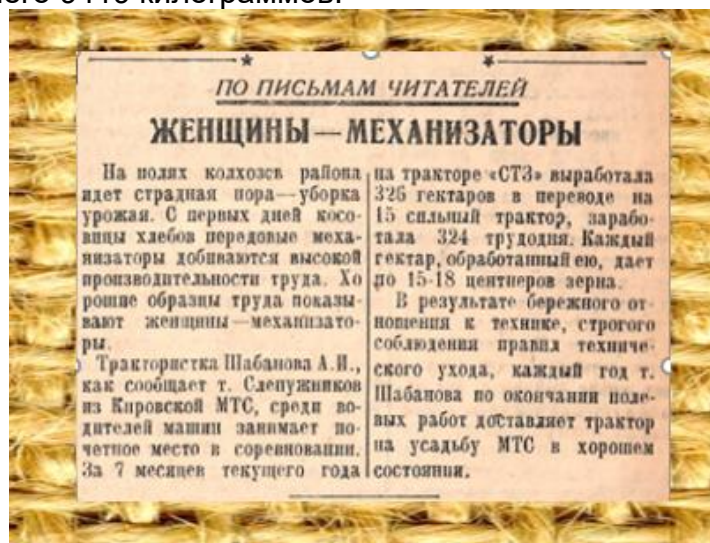 килограммов.
ПО ПИСЬМАМ ЧИТАТЕЛЕЙ
ЖЕНЩИНЫ—МЕХАНИЗАТОРЫ
На полях колхозов района
идет страдная пора—уборка
урожая. С первых дней косо-
вицы хлебов передовые меха-
низаторы добиваются высокой
производительности труда. Хо
рошие образцы труда показы-
вают женщины—механизато-
ры.
Трактористка Шабанова А.И.,
как сообщает т. Слепужников
из Кировской МТС, среди во-
дителей машин занимает по-
четное место в соревновании.
За 7 месяцев текущего года
на тракторе «СТЗ» выработала
326 гектаров в переводе на
15 сильный трактор, зарабо-
тала 324 трудодня. Каждый
гектар, обработанный ею, дает
по 15-18 центнеров зерна.
В результате бережного от
ношения к технике, строгого
соблюдения правил техниче-
ского ухода, каждый год т.
Шабанова по окончании поле-
вых работ доставляет трактор
на усадьбу МТС в хорошем
состоянии.